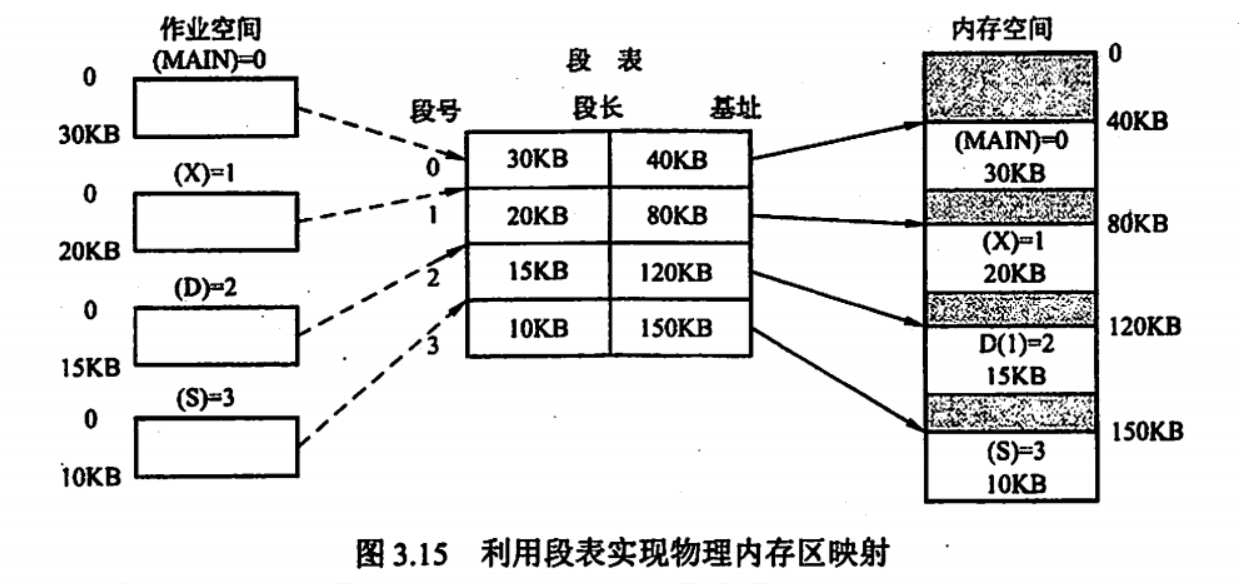 作业空间
(MAIN)=0
0
30KB
(X)=1
0
20KB
(D)=2
0
15KB
(S)=3
0
10KB
段 表
段号 段长 基址
0 30KB 40KB
1 20KB 80KB
2 15KB 120KB
3 10KB 150KB
内存空间
0
40KB
(MAIN)=0
30KB
80KB
(X)=1
20KB
120KB
D(1)=2
15KB
150KB
(S)=3
10KB
图 3.15 利用段表实现物理内存区映射